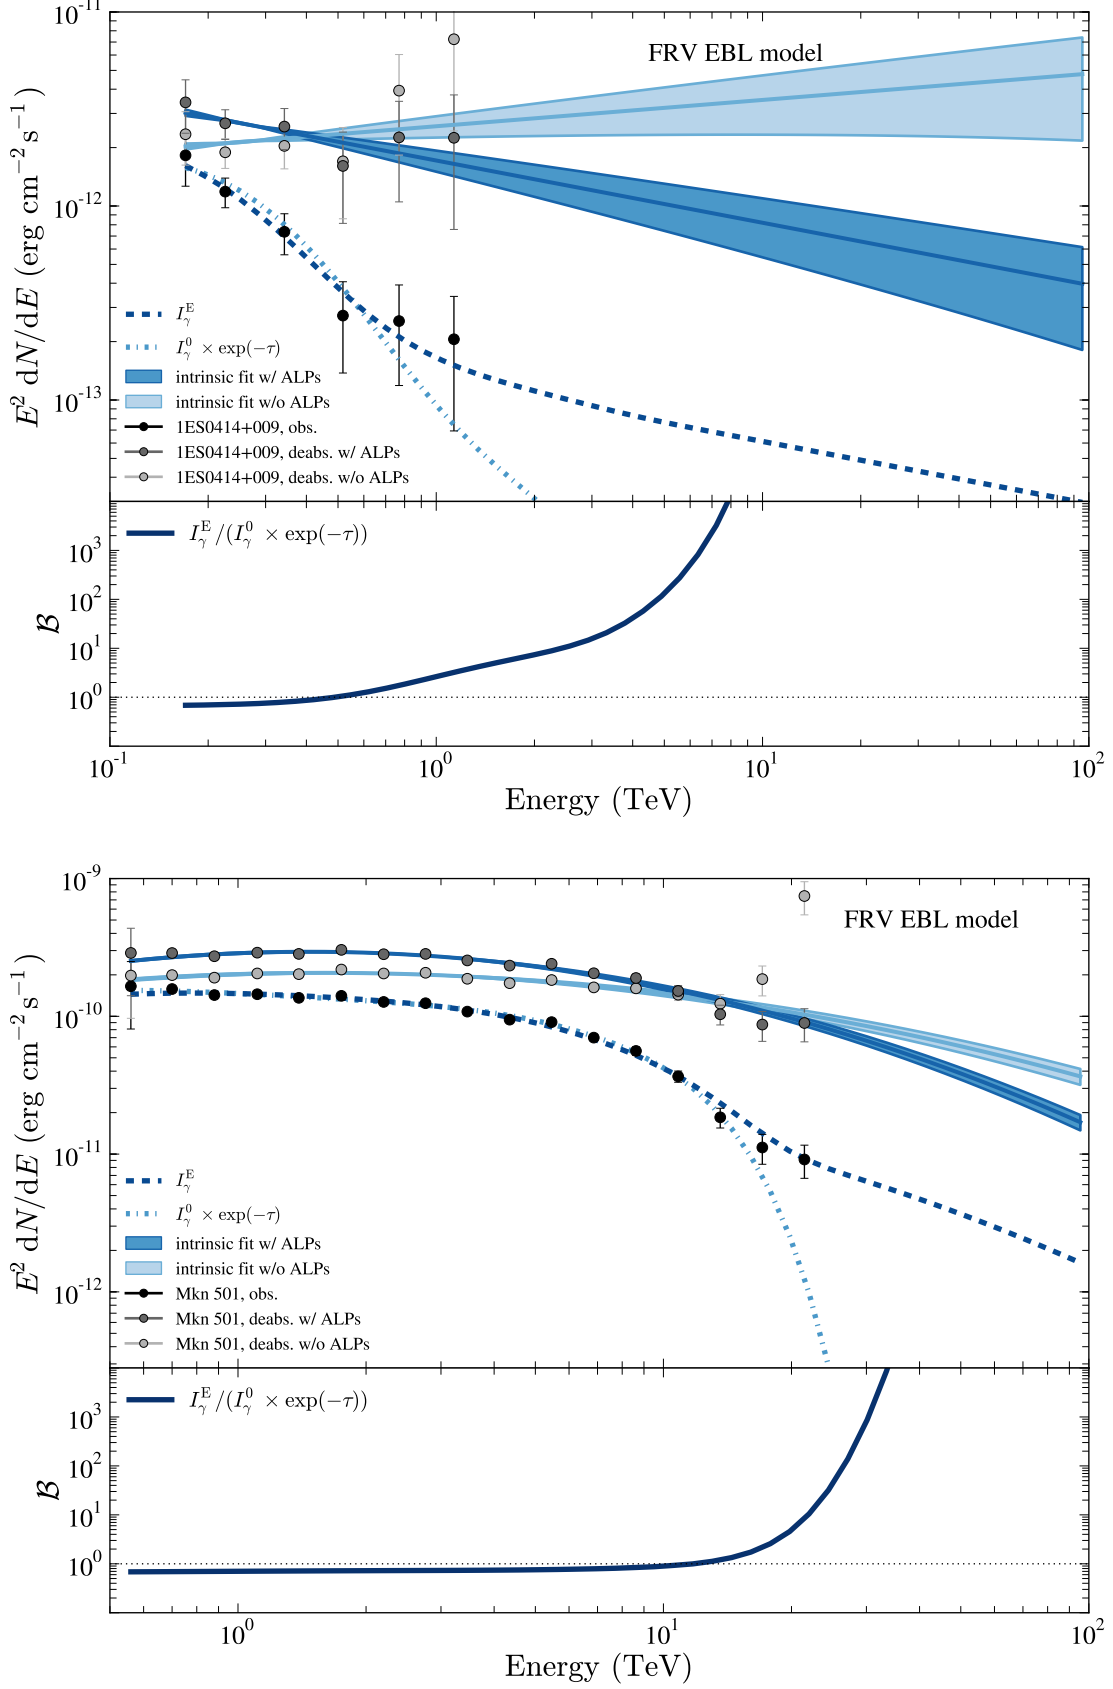 FRV EBL model
10^-11
10^-12
10^-13
E^2 dN/dE (erg cm^-2 s^-1)
I_γ^E
I_γ^0 × exp(−τ)
intrinsic fit w/ ALPs
intrinsic fit w/o ALPs
1ES0414+009, obs.
1ES0414+009, deabs. w/ ALPs
1ES0414+009, deabs. w/o ALPs
I_γ^E/(I_γ^0 × exp(−τ))
10^3
10^2
10^1
10^0
ℬ
10^-1 10^0 10^1 10^2
Energy (TeV)
FRV EBL model
10^-9
10^-10
10^-11
10^-12
E^2 dN/dE (erg cm^-2 s^-1)
I_γ^E
I_γ^0 × exp(−τ)
intrinsic fit w/ ALPs
intrinsic fit w/o ALPs
Mkn 501, obs.
Mkn 501, deabs. w/ ALPs
Mkn 501, deabs. w/o ALPs
I_γ^E/(I_γ^0 × exp(−τ))
10^3
10^2
10^1
10^0
ℬ
10^0 10^1 10^2
Energy (TeV)